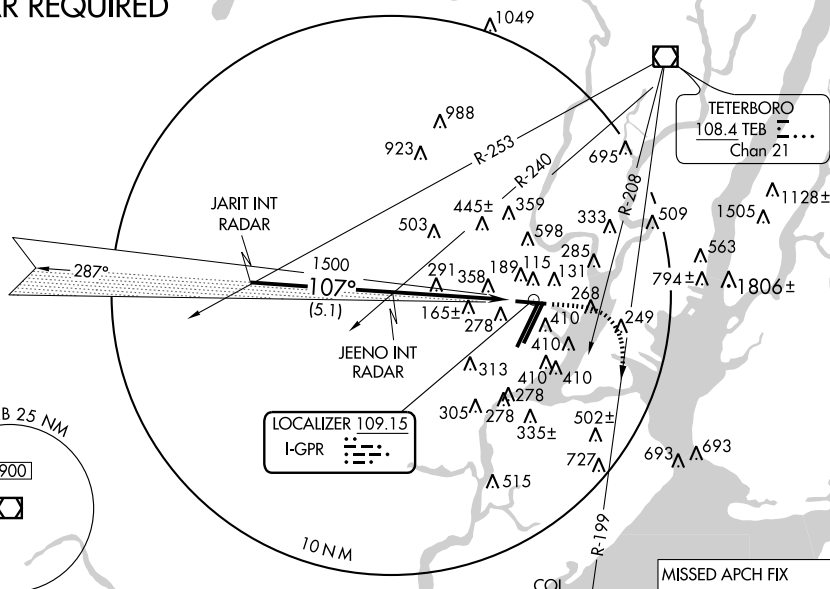 AR REQUIRED
1049
988
923
R-253
R-240
695
TETERBORO
108.4 TEB
Chan 21
JARIT INT
RADAR
503
445±
359
598
333
R-208
509
1128±
1505
285
563
287°
1500
107°
(5.1)
291
358
189
115
131
794±
1806±
165±
278
268
249
410
410
410
410
JEENO INT
RADAR
313
LOCALIZER 109.15
I-GPR
305
278
278
335±
502±
727
693
693
515
B 25 NM
900
10 NM
R-199
COL
MISSED APCH FIX